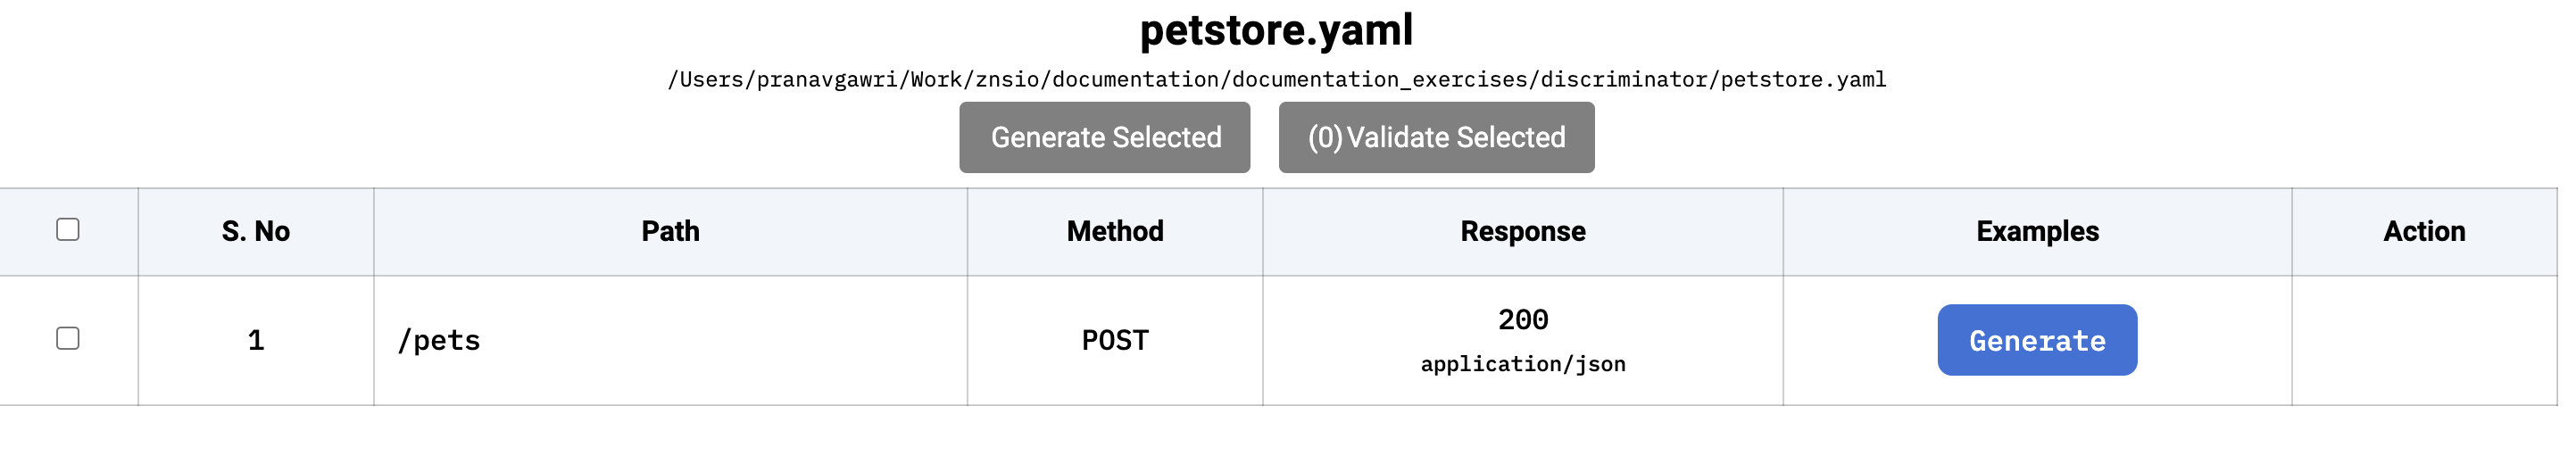 petstore.yaml
/Users/pranavgawri/Work/znsio/documentation/documentation_exercises/discriminator/petstore.yaml
Generate Selected (0)Validate Selected
S. No Path Method Response Examples Action
1 /pets POST 200 Generate
application/json